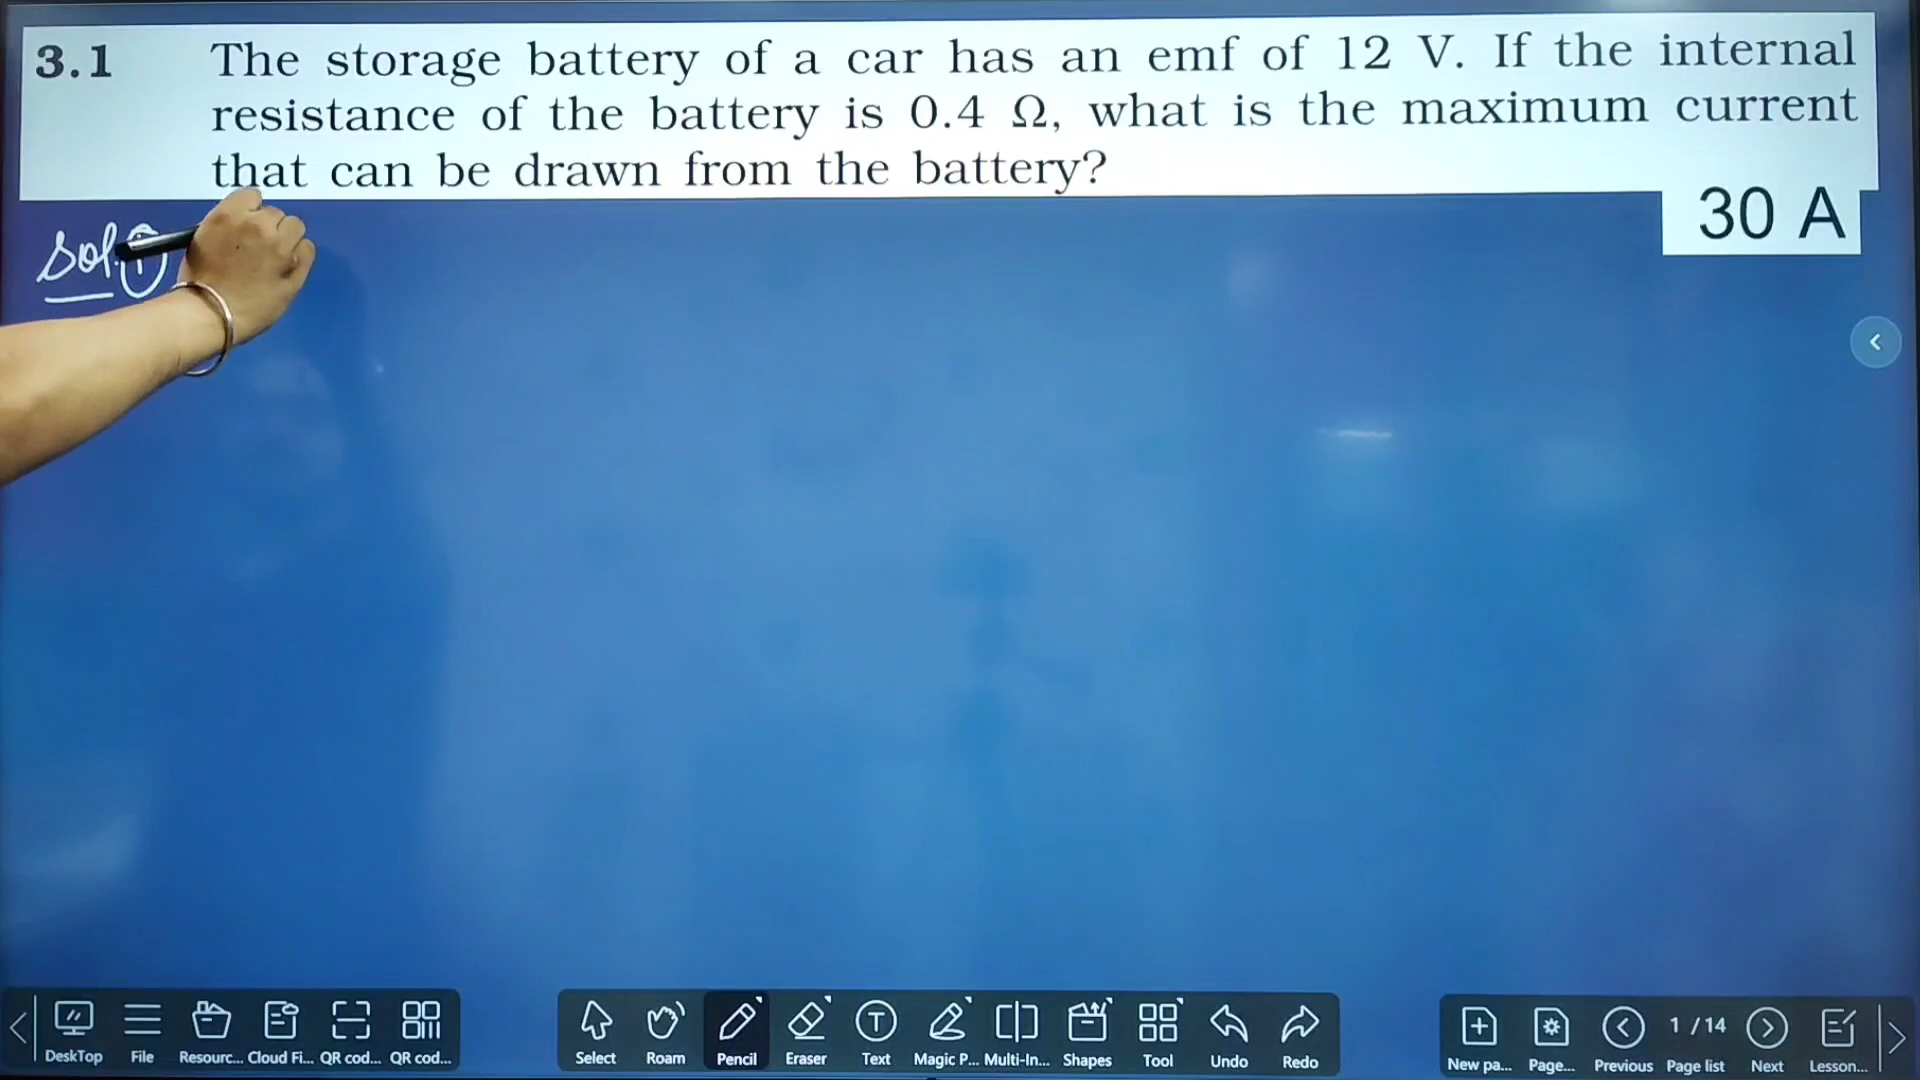 3.1 The storage battery of a car has an emf of 12 V. If the internal
resistance of the battery is 0.4 Ω, what is the maximum current
that can be drawn from the battery?
30 A
Sol.①
DeskTop File Resourc... Cloud Fi... QR cod... QR cod...
Select Roam Pencil Eraser Text Magic P... Multi-In... Shapes Tool Undo Redo
New pa... Page... Previous 1 / 14 Page list Next Lesson...